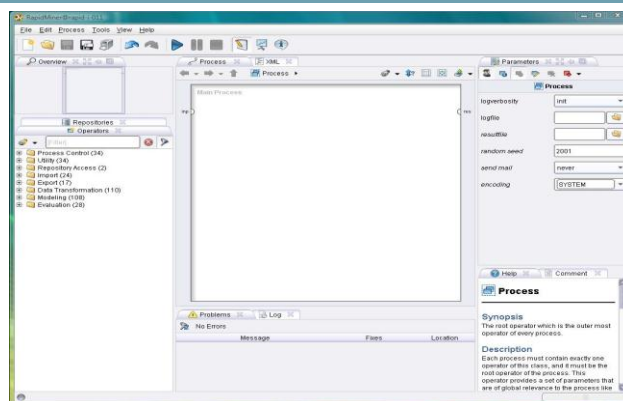 File Edit Process Tools View Help
Overview
Repositories
Operators
Process Control (34)
Utility (34)
Repository Access (2)
Import (24)
Export (17)
Data Transformation (110)
Modeling (108)
Evaluation (28)
Process
XML
Process
Main Process
inp
res
Problems
Log
No Errors
Message Fixes Location
Parameters
Process
logverbosity init
logfile
resultfile
random seed 2001
send mail never
encoding SYSTEM
Help
Comment
Process
Synopsis
The root operator which is the outer most
operator of every process.
Description
Each process must contain exactly one
operator of this class, and it must be the
root operator of the process. This
operator provides a set of parameters that
are of global relevance to the process like